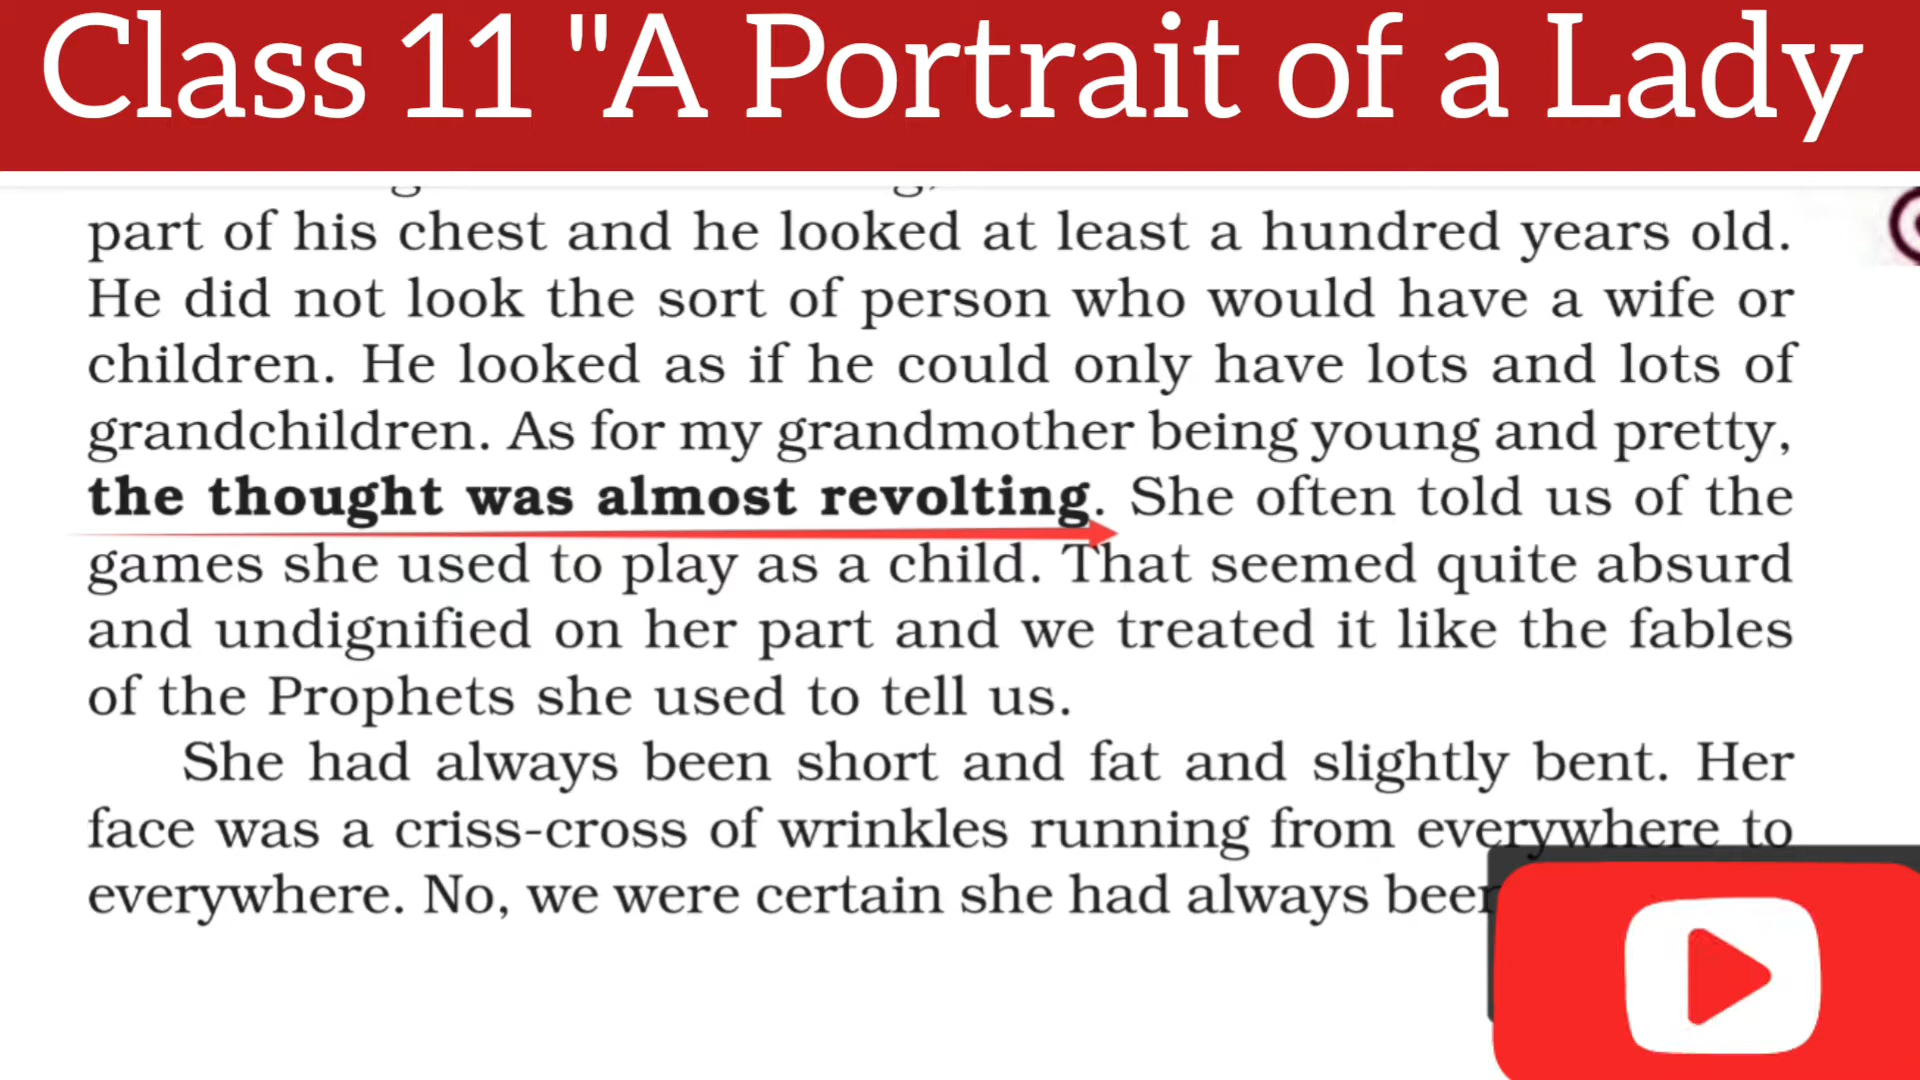 Class 11 "A Portrait of a Lady
part of his chest and he looked at least a hundred years old.
He did not look the sort of person who would have a wife or
children. He looked as if he could only have lots and lots of
grandchildren. As for my grandmother being young and pretty,
the thought was almost revolting. She often told us of the
games she used to play as a child. That seemed quite absurd
and undignified on her part and we treated it like the fables
of the Prophets she used to tell us.
She had always been short and fat and slightly bent. Her
face was a criss-cross of wrinkles running from everywhere to
everywhere. No, we were certain she had always